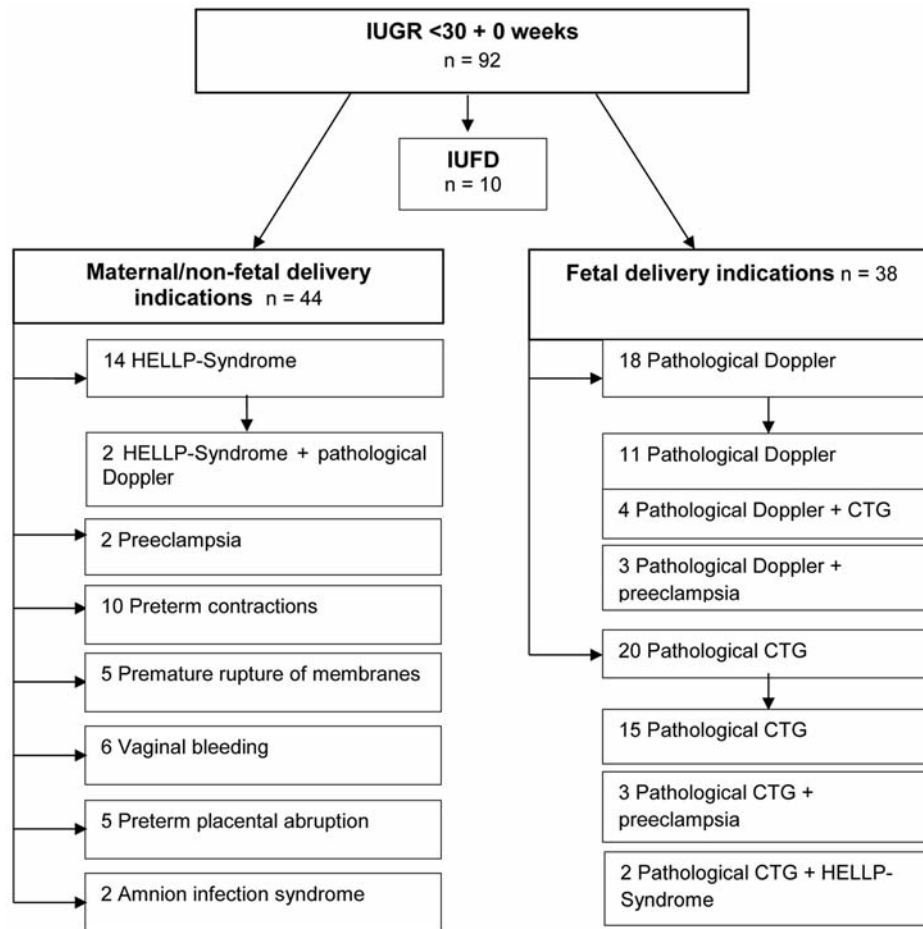 IUGR <30 + 0 weeks
n = 92
IUFD
n = 10
Maternal/non-fetal delivery
indications n = 44
14 HELLP-Syndrome
2 HELLP-Syndrome + pathological
Doppler
2 Preeclampsia
10 Preterm contractions
5 Premature rupture of membranes
6 Vaginal bleeding
5 Preterm placental abruption
2 Amnion infection syndrome
Fetal delivery indications n = 38
18 Pathological Doppler
11 Pathological Doppler
4 Pathological Doppler + CTG
3 Pathological Doppler +
preeclampsia
20 Pathological CTG
15 Pathological CTG
3 Pathological CTG +
preeclampsia
2 Pathological CTG + HELLP-
Syndrome